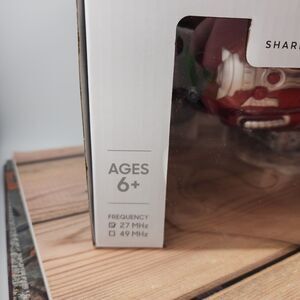 SHAR
AGES
6+
FREQUENCY:
☑ 27 MHz
☐ 49 MHz